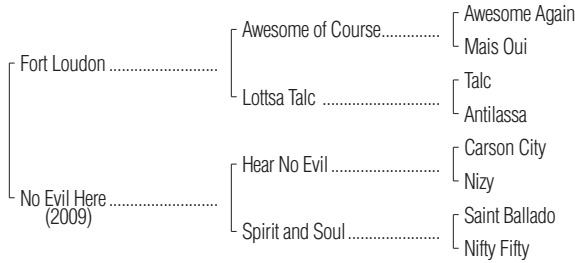 Awesome Again
Awesome of Course..............
Mais Oui
Fort Loudon ..........................
Talc
Lottsa Talc ............................
Antilassa
Carson City
Hear No Evil ..........................
Nizy
No Evil Here ..........................
(2009)
Saint Ballado
Spirit and Soul ......................
Nifty Fifty